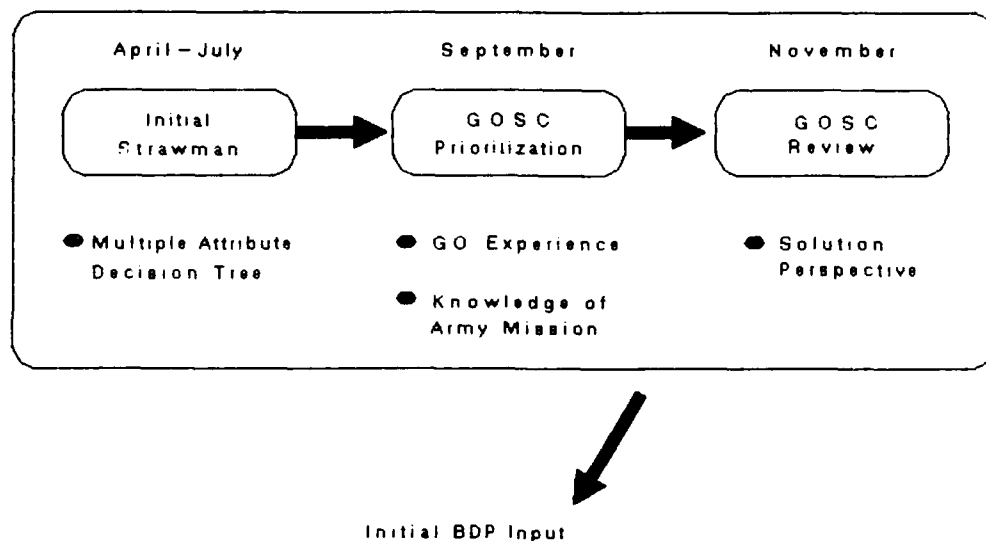 April-July
September
November
Initial
Strawman
GOSC
Prioritization
GOSC
Review
Multiple Attribute
Decision Tree
GO Experience
Knowledge of
Army Mission
Solution
Perspective
Initial BDP Input